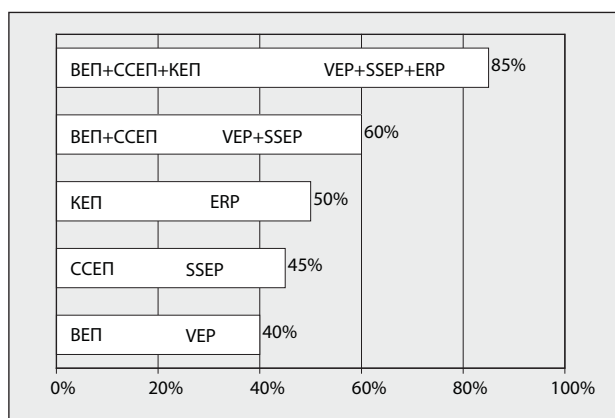 ВЕП+ССЕП+КЕП VEP+SSEP+ERP 85%
ВЕП+ССЕП VEP+SSEP 60%
КЕП ERP 50%
ССЕП SSEP 45%
ВЕП VEP 40%
0% 20% 40% 60% 80% 100%